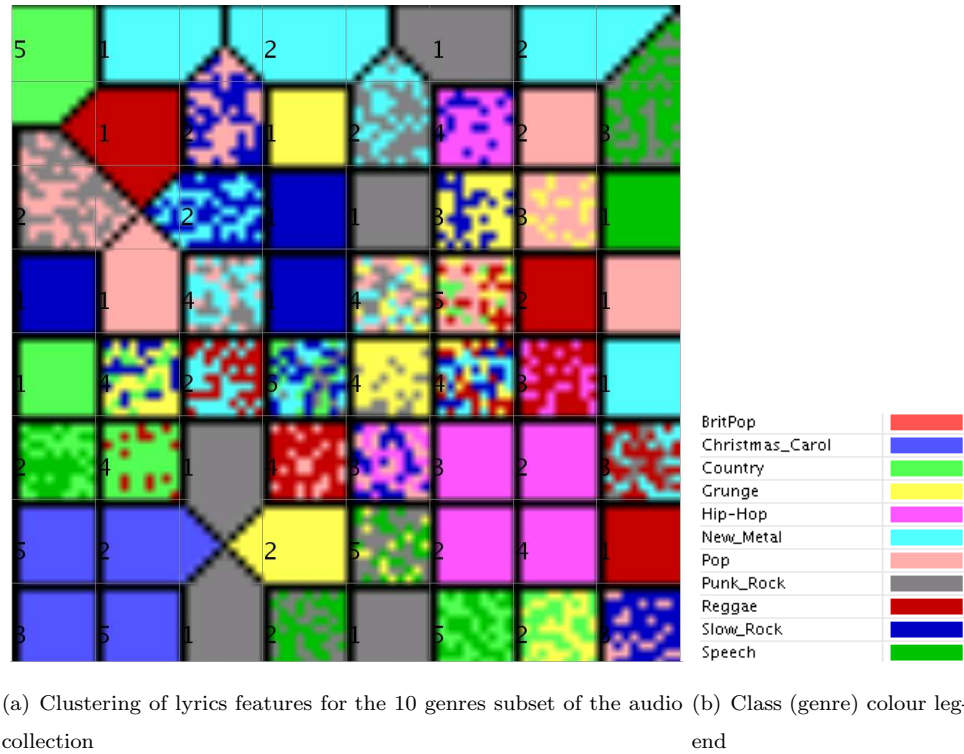 5 1 2 1 2
1 2 1 2 4 2 3
2 2 1 3 3
1 4 4 5 2 1
1 4 2 5 4 4 3 1
2 4 1 4 3 3 2 3
5 2 2 5 2 4 1
3 5 1 2 5 2 3
BritPop
Christmas_Carol
Country
Grunge
Hip-Hop
New_Metal
Pop
Punk_Rock
Reggae
Slow_Rock
Speech
(a) Clustering of lyrics features for the 10 genres subset of the audio
collection
(b) Class (genre) colour leg-
end